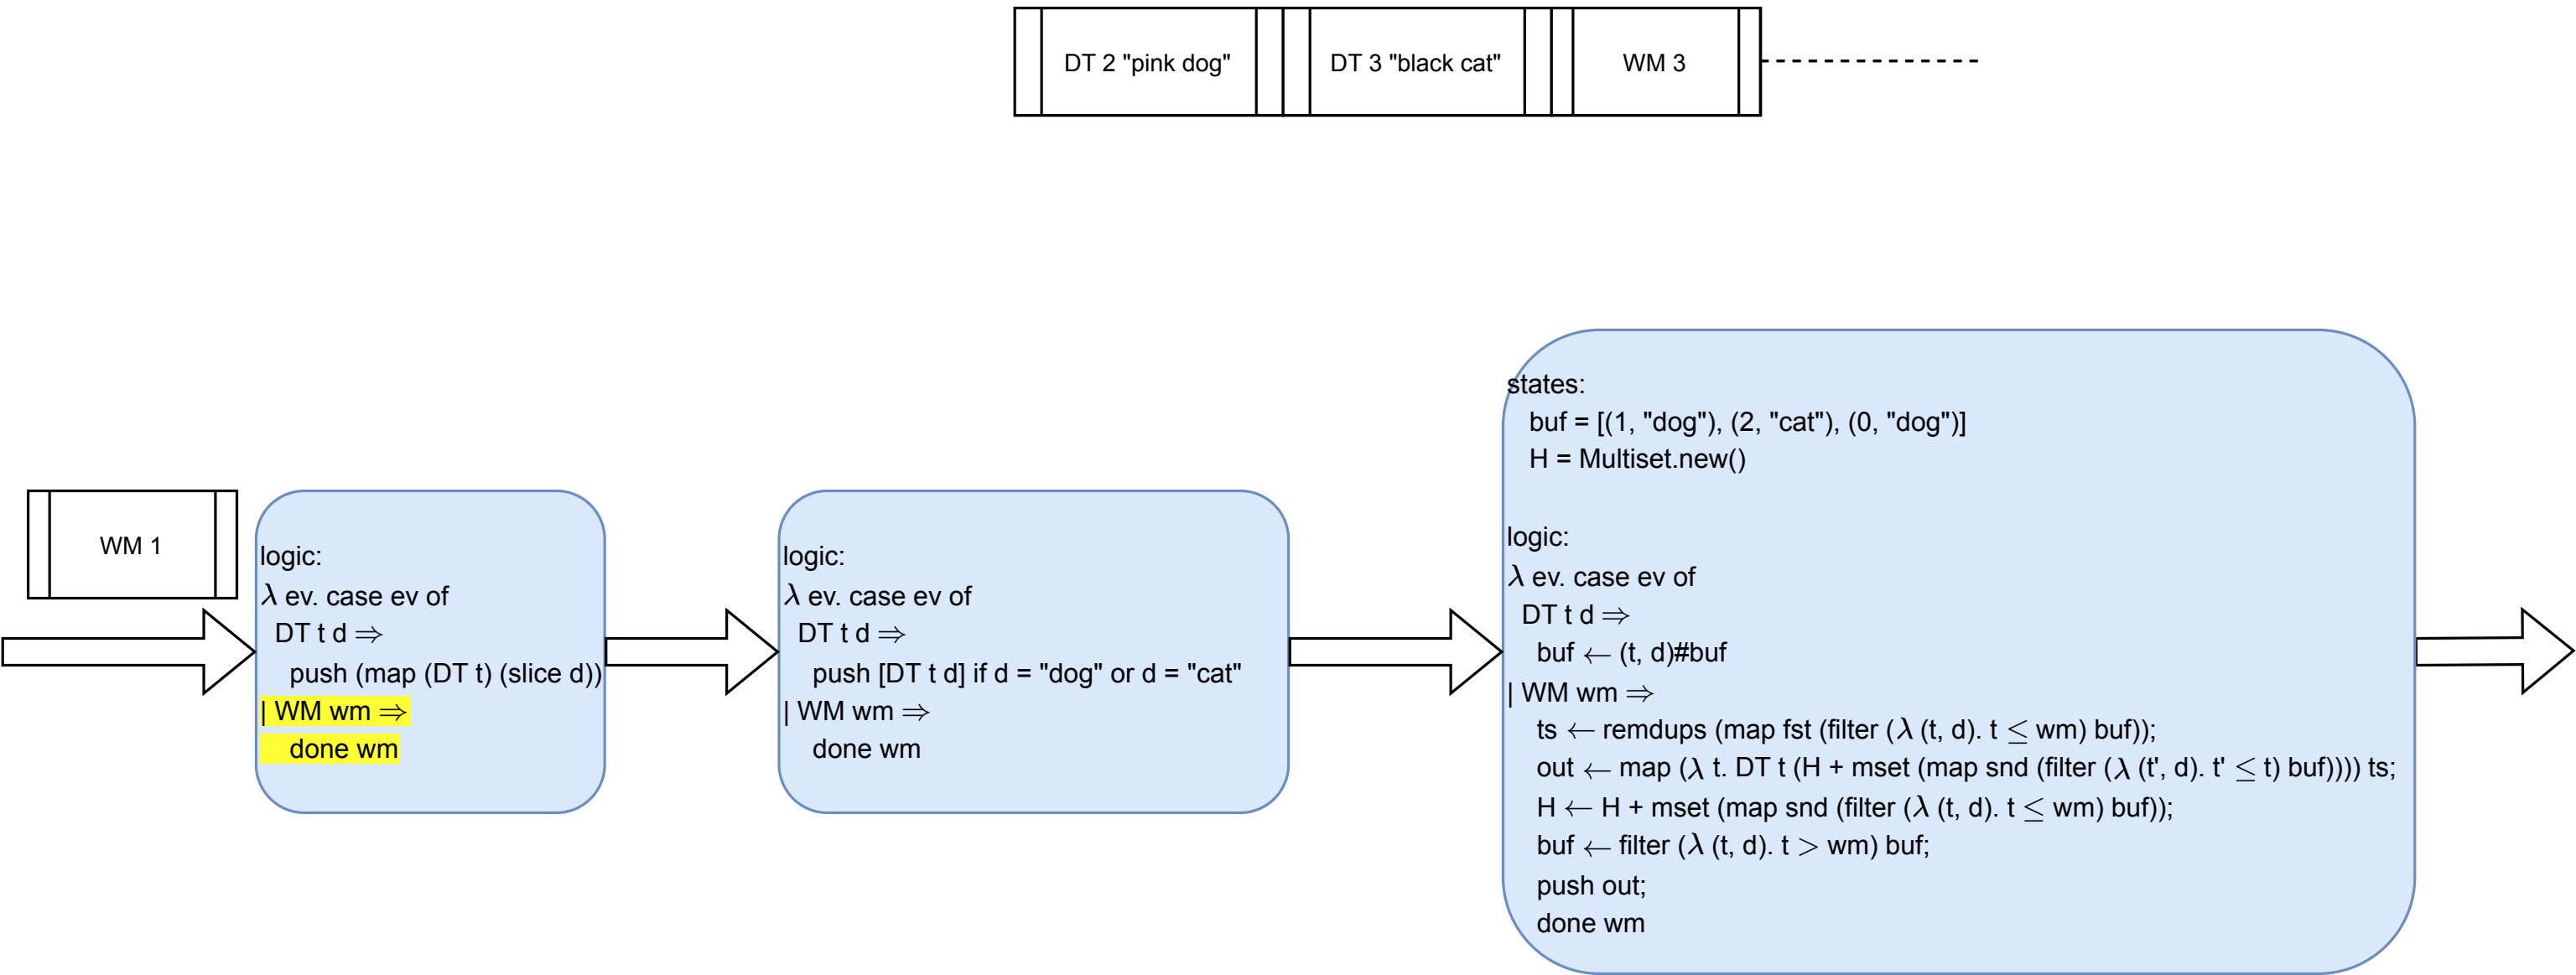 DT 2 "pink dog"
DT 3 "black cat"
WM 3
WM 1
logic:
λ ev. case ev of
DT t d ⇒
push (map (DT t) (slice d))
| WM wm ⇒
done wm
logic:
λ ev. case ev of
DT t d ⇒
push [DT t d] if d = "dog" or d = "cat"
| WM wm ⇒
done wm
states:
buf = [(1, "dog"), (2, "cat"), (0, "dog")]
H = Multiset.new()
logic:
λ ev. case ev of
DT t d ⇒
buf ← (t, d)#buf
| WM wm ⇒
ts ← remdups (map fst (filter (λ (t, d). t ≤ wm) buf));
out ← map (λ t. DT t (H + mset (map snd (filter (λ (t', d). t' ≤ t) buf)))) ts;
H ← H + mset (map snd (filter (λ (t, d). t ≤ wm) buf));
buf ← filter (λ (t, d). t > wm) buf;
push out;
done wm